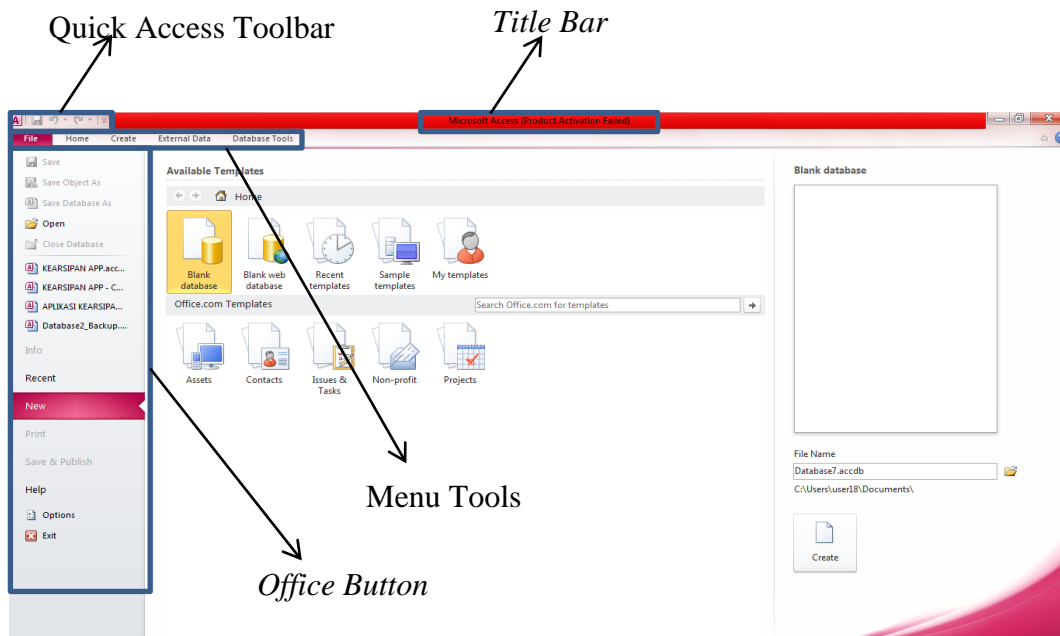 Quick Access Toolbar
Title Bar
Microsoft Access (Product Activation Failed)
File Home Create External Data Database Tools
Save
Save Object As
Save Database As
Open
Close Database
KEARSIPAN APP.acc...
KEARSIPAN APP - C...
APLIKASI KEARSIPA...
Database2_Backup....
Info
Recent
New
Print
Save & Publish
Help
Options
Exit
Available Templates
Home
Blank database
Blank web database
Recent templates
Sample templates
My templates
Office.com Templates
Search Office.com for templates
Assets
Contacts
Issues & Tasks
Non-profit
Projects
Blank database
File Name
Database7.accdb
C:\Users\user18\Documents\
Create
Menu Tools
Office Button